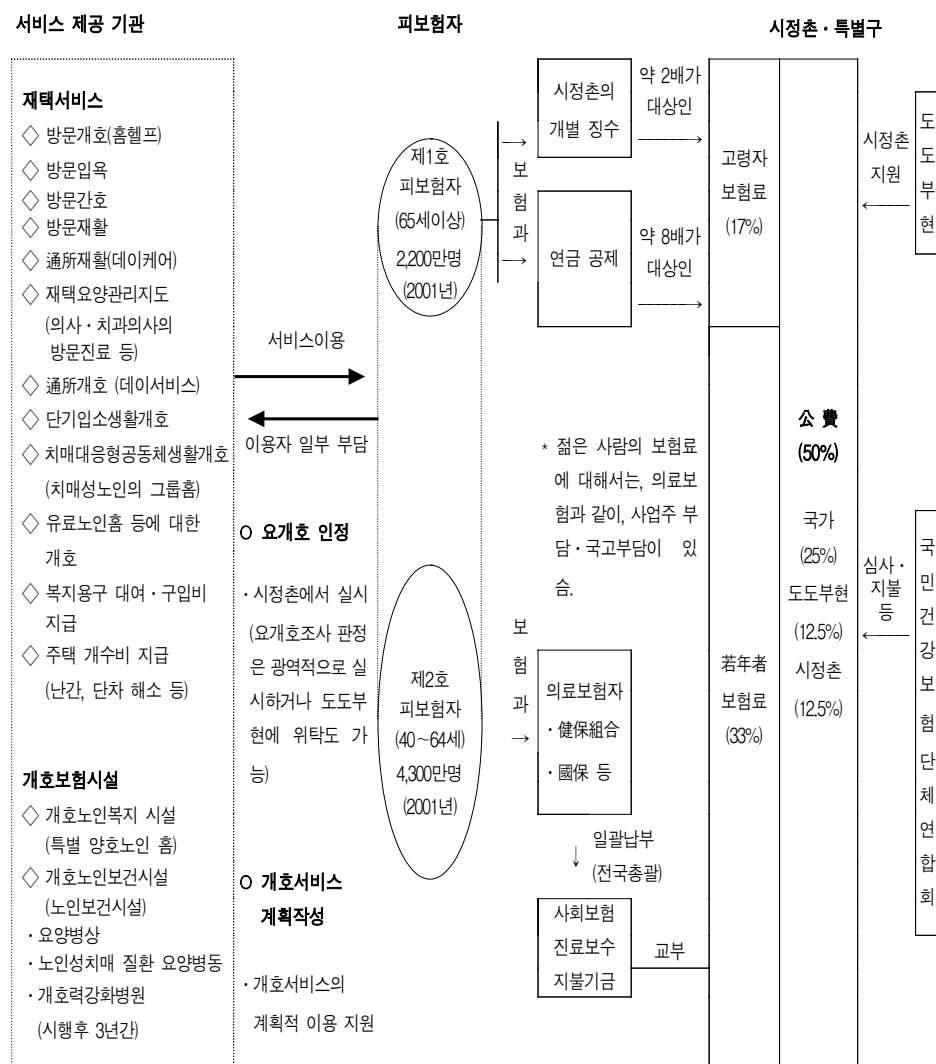 서비스 제공 기관
피보험자
시정촌・특별구
재택서비스
◇ 방문개호(홈헬프)
◇ 방문입욕
◇ 방문간호
◇ 방문재활
◇ 通所재활(데이케어)
◇ 재택요양관리지도
(의사・치과의사의
방문진료 등)
◇ 通所개호 (데이서비스)
◇ 단기입소생활개호
◇ 치매대응형공동체생활개호
(치매성노인의 그룹홈)
◇ 유료노인홈 등에 대한
개호
◇ 복지용구 대여・구입비
지급
◇ 주택 개수비 지급
(난간, 단차 해소 등)
개호보험시설
◇ 개호노인복지 시설
(특별 양호노인 홈)
◇ 개호노인보건시설
(노인보건시설)
・요양병상
・노인성치매 질환 요양병동
・개호력강화병원
(시행후 3년간)
서비스이용
이용자 일부 부담
O 요개호 인정
・시정촌에서 실시
(요개호조사 판정
은 광역적으로 실
시하거나 도도부
현에 위탁도 가
능)
O 개호서비스
계획작성
・개호서비스의
계획적 이용 지원
제1호
피보험자
(65세이상)
2,200만명
(2001년)
제2호
피보험자
(40～64세)
4,300만명
(2001년)
→
보
험
과
→
시정촌의
개별 징수
약 2배가
대상인
연금 공제
약 8배가
대상인
* 젊은 사람의 보험료
에 대해서는, 의료보
험과 같이, 사업주 부
담・국고부담이 있
슴.
보
험
과
→
의료보험자
・健保組合
・國保 등
↓ 일괄납부
(전국총괄)
사회보험
진료보수
지불기금
교부
고령자
보험료
(17%)
若年者
보험료
(33%)
公 費
(50%)
국가
(25%)
도도부현
(12.5%)
시정촌
(12.5%)
시정촌
지원
도
도
부
현
심사・
지불
등
국
민
건
강
보
험
단
체
연
합
회